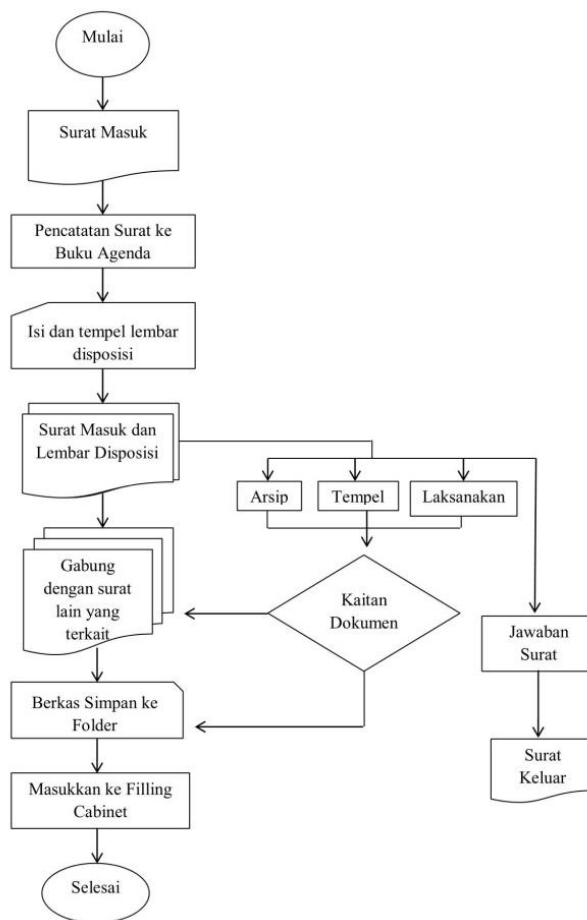 Mulai
Surat Masuk
Pencatatan Surat ke
Buku Agenda
Isi dan tempel lembar
disposisi
Surat Masuk dan
Lembar Disposisi
Arsip
Tempel
Laksanakan
Gabung
dengan surat
lain yang
terkait
Kaitan
Dokumen
Jawaban
Surat
Berkas Simpan ke
Folder
Surat
Keluar
Masukkan ke Filling
Cabinet
Selesai